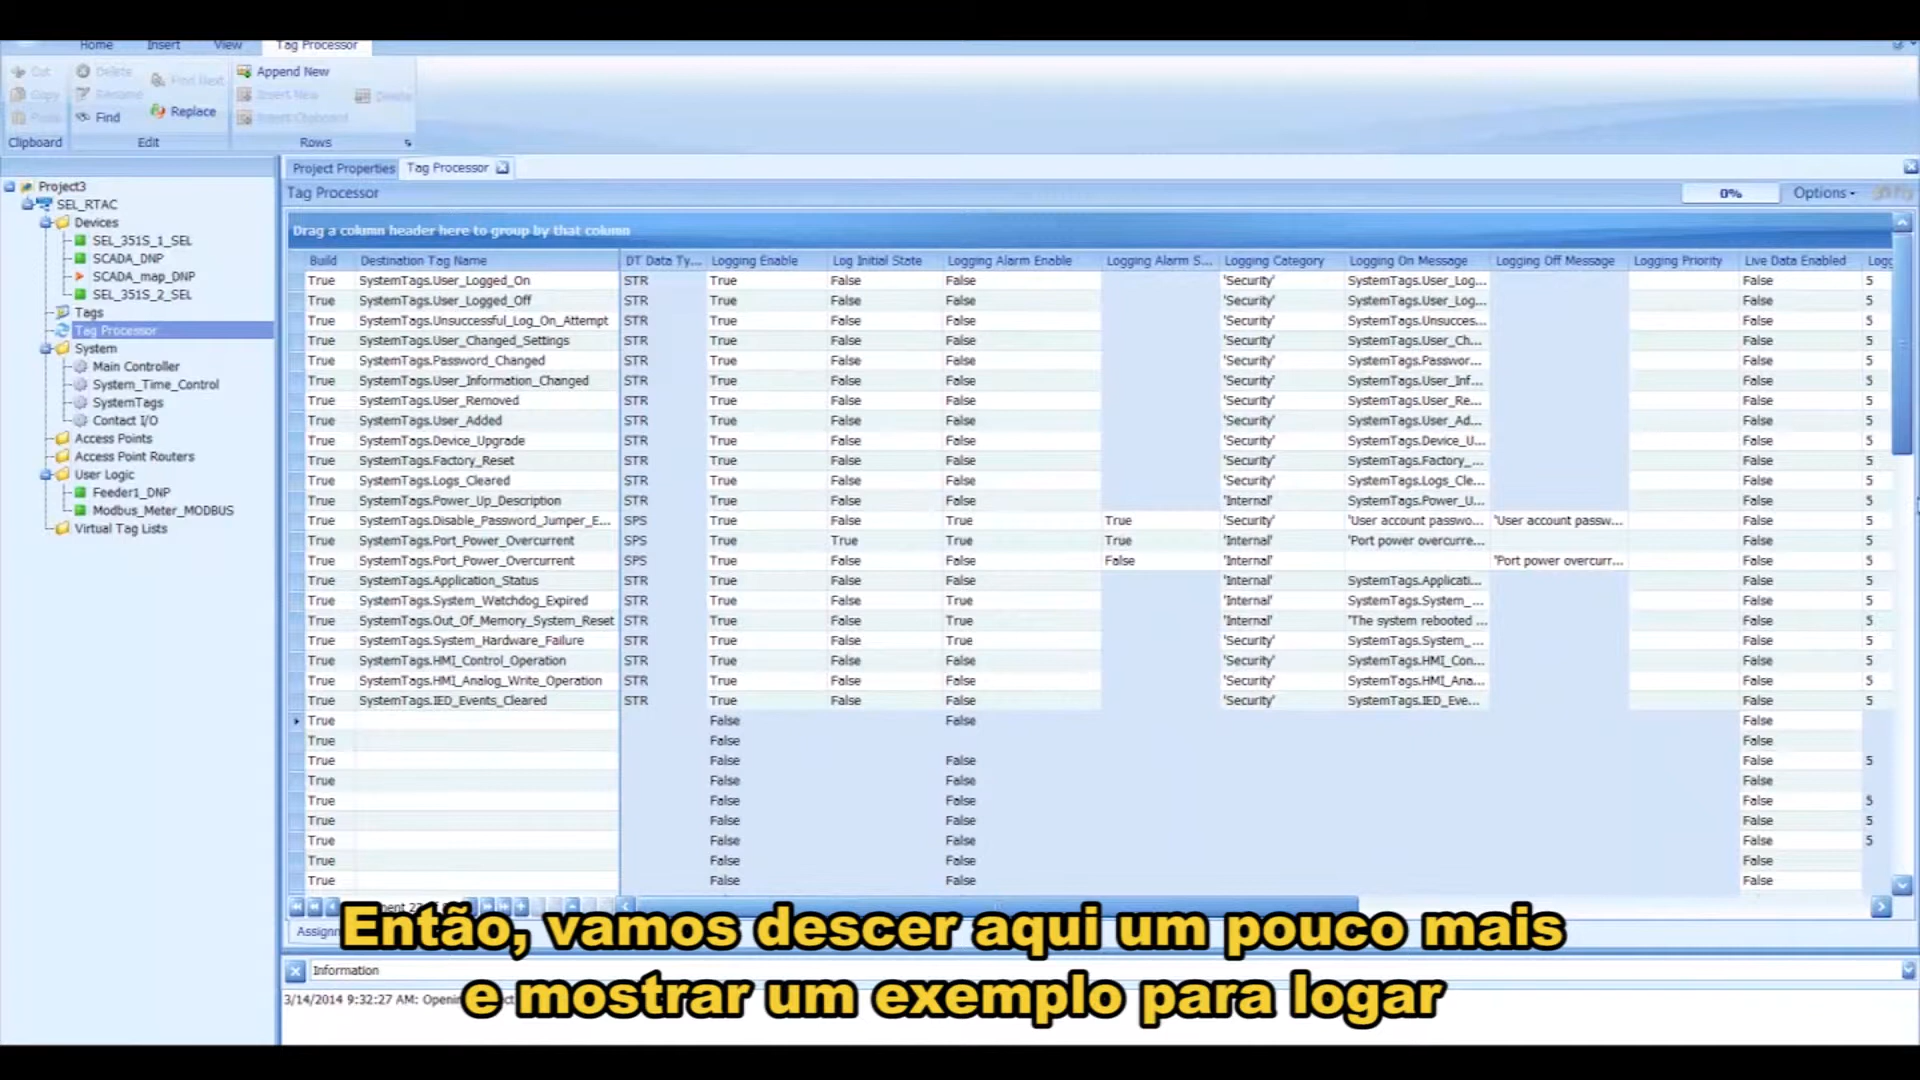 Home Insert View Tag Processor
Cut Delete Find Next Append New
Copy Rename Insert New Delete
Paste Find Replace Insert Clipboard
Clipboard Edit Rows
Project Properties Tag Processor
Tag Processor 0% Options
Project3
SEL_RTAC
Devices
SEL_351S_1_SEL
SCADA_DNP
SCADA_map_DNP
SEL_351S_2_SEL
Tags
Tag Processor
System
Main Controller
System_Time_Control
SystemTags
Contact I/O
Access Points
Access Point Routers
User Logic
Feeder1_DNP
Modbus_Meter_MODBUS
Virtual Tag Lists
Drag a column header here to group by that column
Build Destination Tag Name DT Data Ty... Logging Enable Log Initial State Logging Alarm Enable Logging Alarm S... Logging Category Logging On Message Logging Off Message Logging Priority Live Data Enabled
True SystemTags.User_Logged_On STR True False False 'Security' SystemTags.User_Log... False 5
True SystemTags.User_Logged_Off STR True False False 'Security' SystemTags.User_Log... False 5
True SystemTags.Unsuccessful_Log_On_Attempt STR True False False 'Security' SystemTags.Unsucces... False 5
True SystemTags.User_Changed_Settings STR True False False 'Security' SystemTags.User_Ch... False 5
True SystemTags.Password_Changed STR True False False 'Security' SystemTags.Passwor... False 5
True SystemTags.User_Information_Changed STR True False False 'Security' SystemTags.User_Inf... False 5
True SystemTags.User_Removed STR True False False 'Security' SystemTags.User_Re... False 5
True SystemTags.User_Added STR True False False 'Security' SystemTags.User_Ad... False 5
True SystemTags.Device_Upgrade STR True False False 'Security' SystemTags.Device_U... False 5
True SystemTags.Factory_Reset STR True False False 'Security' SystemTags.Factory_... False 5
True SystemTags.Logs_Cleared STR True False False 'Security' SystemTags.Logs_Cle... False 5
True SystemTags.Power_Up_Description STR True False False 'Internal' SystemTags.Power_U... False 5
True SystemTags.Disable_Password_Jumper_E... SPS True False True True 'Security' 'User account passwo... 'User account passw... False 5
True SystemTags.Port_Power_Overcurrent SPS True True True True 'Internal' 'Port power overcurre... False 5
True SystemTags.Port_Power_Overcurrent SPS True False False False 'Internal' 'Port power overcurr... False 5
True SystemTags.Application_Status STR True False False 'Internal' SystemTags.Applicati... False 5
True SystemTags.System_Watchdog_Expired STR True False True 'Internal' SystemTags.System_... False 5
True SystemTags.Out_Of_Memory_System_Reset STR True False True 'Internal' 'The system rebooted ... False 5
True SystemTags.System_Hardware_Failure STR True False True 'Security' SystemTags.System_... False 5
True SystemTags.HMI_Control_Operation STR True False False 'Security' SystemTags.HMI_Con... False 5
True SystemTags.HMI_Analog_Write_Operation STR True False False 'Security' SystemTags.HMI_Ana... False 5
True SystemTags.IED_Events_Cleared STR True False False 'Security' SystemTags.IED_Eve... False 5
True False False False
True False False
True False False False 5
True False False False
True False False False 5
True False False False 5
True False False False 5
True False False False
True False False False
Então, vamos descer aqui um pouco mais
Information
3/14/2014 9:32:27 AM:
e mostrar um exemplo para logar